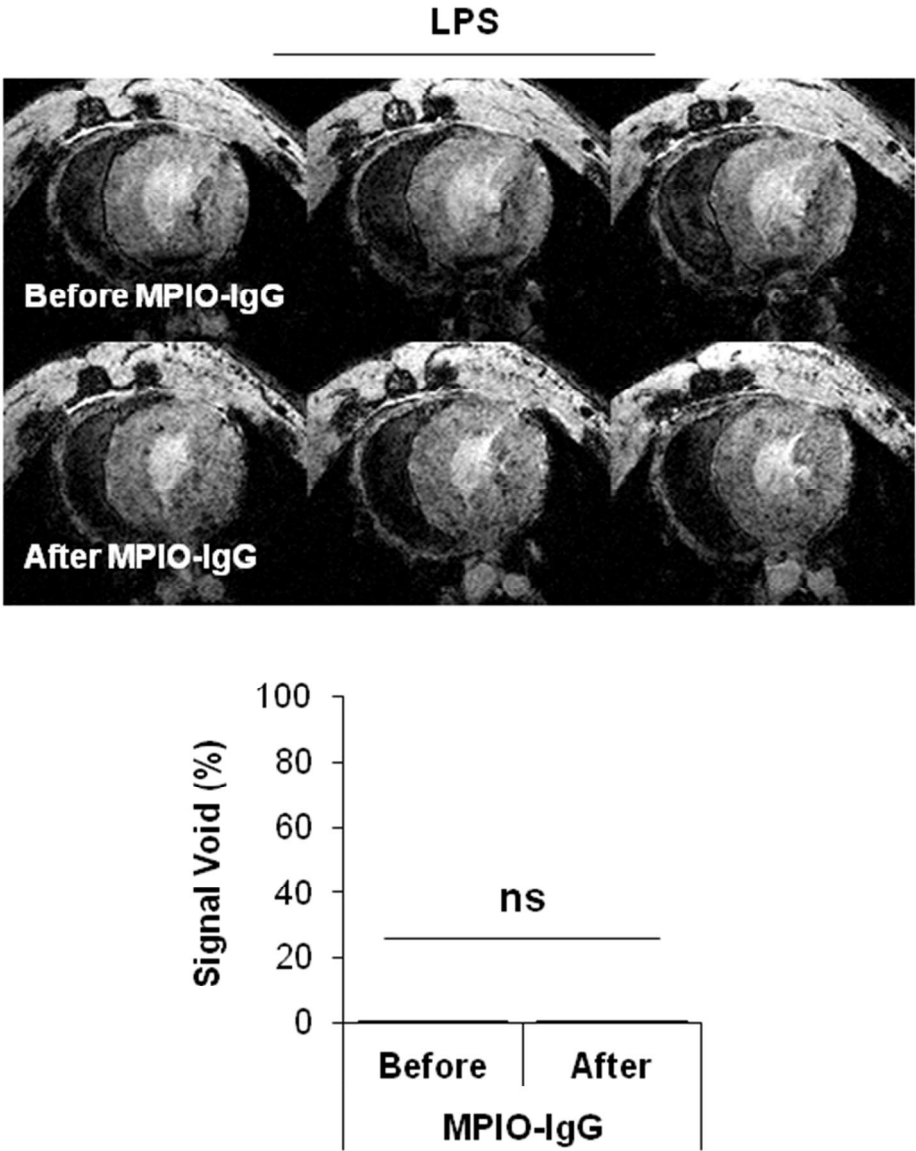 LPS
Before MPIO-IgG
After MPIO-IgG
100
80
60
40
20
0
Signal Void (%)
ns
Before After
MPIO-IgG